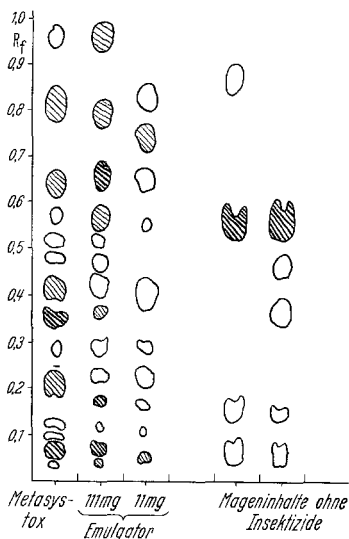 1,0
Rf
0,9
0,8
0,7
0,6
0,5
0,4
0,3
0,2
0,1
Metasys-
tox
111mg 11mg
Emulgator
Mageninhalte ohne
Insektizide